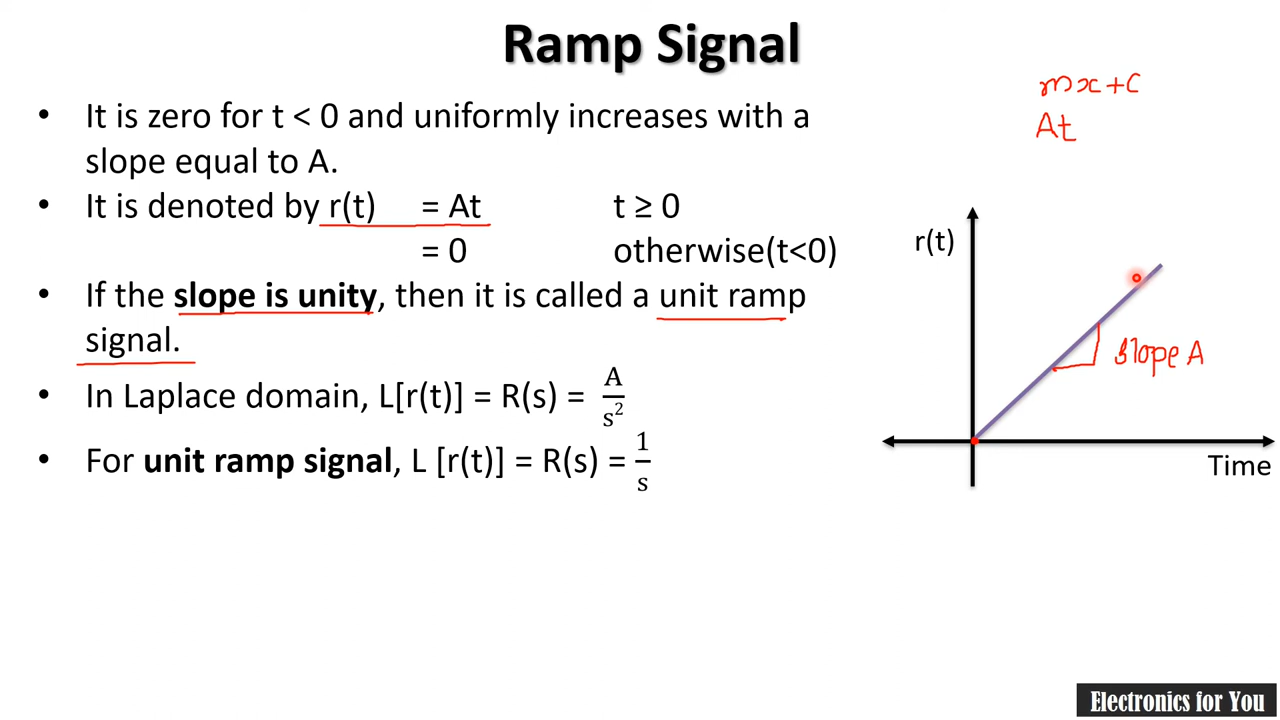 Ramp Signal
mx+c
At
• It is zero for t < 0 and uniformly increases with a
slope equal to A.
• It is denoted by r(t) = At t ≥ 0
= 0 otherwise(t<0)
• If the slope is unity, then it is called a unit ramp
signal.
• In Laplace domain, L[r(t)] = R(s) = A/s²
• For unit ramp signal, L [r(t)] = R(s) = 1/s
r(t)
slope A
Time
Electronics for You